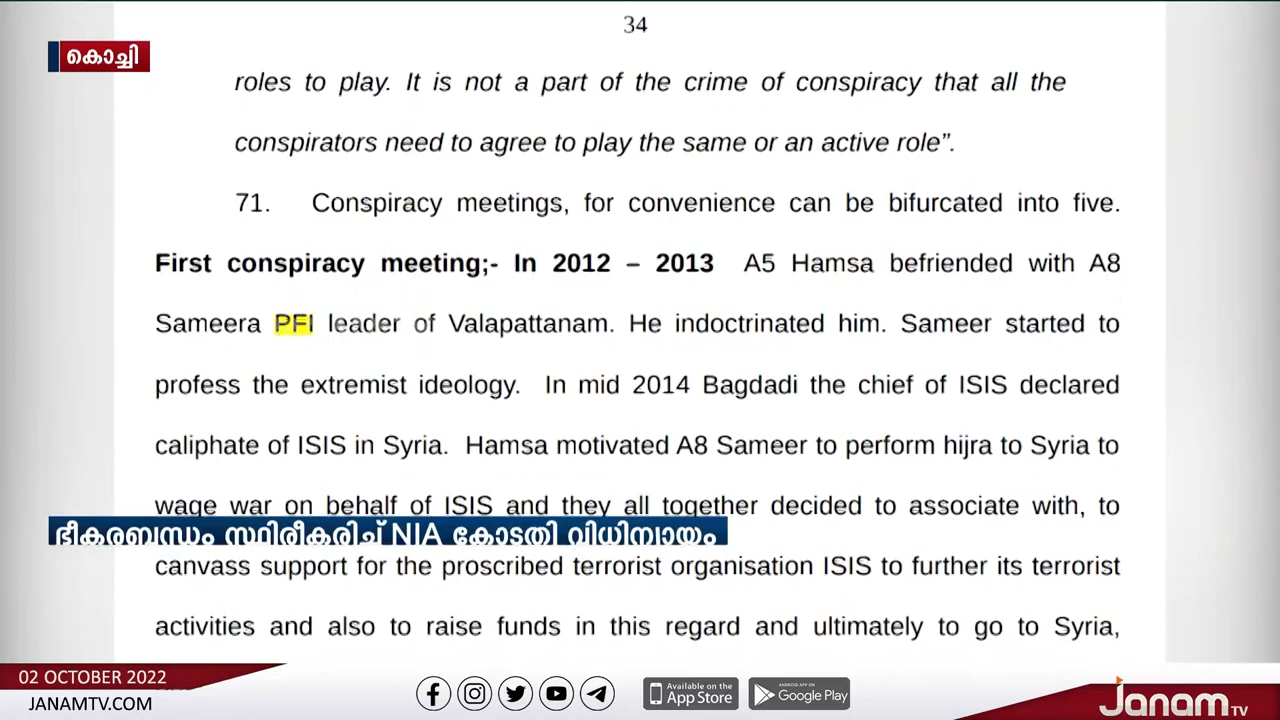 34
കൊച്ചി
roles to play. It is not a part of the crime of conspiracy that all the
conspirators need to agree to play the same or an active role”.
71. Conspiracy meetings, for convenience can be bifurcated into five.
First conspiracy meeting;- In 2012 – 2013 A5 Hamsa befriended with A8
Sameera PFI leader of Valapattanam. He indoctrinated him. Sameer started to
profess the extremist ideology. In mid 2014 Bagdadi the chief of ISIS declared
caliphate of ISIS in Syria. Hamsa motivated A8 Sameer to perform hijra to Syria to
wage war on behalf of ISIS and they all together decided to associate with, to
ഭീകരബന്ധം സ്ഥിരീകരിച്ച് NIA കോടതി വിധിന്യായം
canvass support for the proscribed terrorist organisation ISIS to further its terrorist
activities and also to raise funds in this regard and ultimately to go to Syria,
02 OCTOBER 2022
JANAMTV.COM
Available on the
App Store
ANDROID APP ON
Google Play
Janam TV